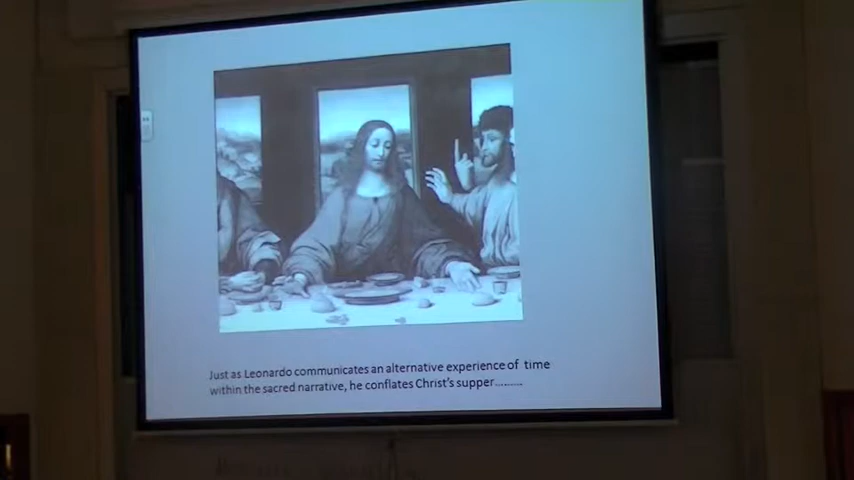 Just as Leonardo communicates an alternative experience of time
within the sacred narrative, he conflates Christ's supper.........